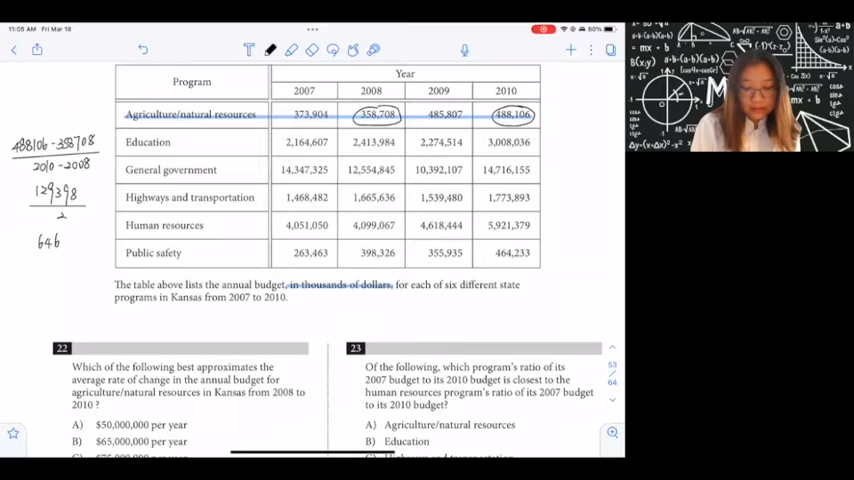 11:05 AM Fri Mar 18
80%
Program
Year
2007 2008 2009 2010
Agriculture/natural resources 373,904 358,708 485,807 488,106
Education 2,164,607 2,413,984 2,274,514 3,008,036
General government 14,347,325 12,554,845 10,392,107 14,716,155
Highways and transportation 1,468,482 1,665,636 1,539,480 1,773,893
Human resources 4,051,050 4,099,067 4,618,444 5,921,379
Public safety 263,463 398,326 355,935 464,233
488106-358708
2010-2008
129398
2
646
The table above lists the annual budget, in thousands of dollars, for each of six different state
programs in Kansas from 2007 to 2010.
22
Which of the following best approximates the
average rate of change in the annual budget for
agriculture/natural resources in Kansas from 2008 to
2010 ?
A) $50,000,000 per year
B) $65,000,000 per year
C) $75,000,000 per year
23
Of the following, which program's ratio of its
2007 budget to its 2010 budget is closest to the
human resources program's ratio of its 2007 budget
to its 2010 budget?
A) Agriculture/natural resources
B) Education
C) Highways and transportation
53
64